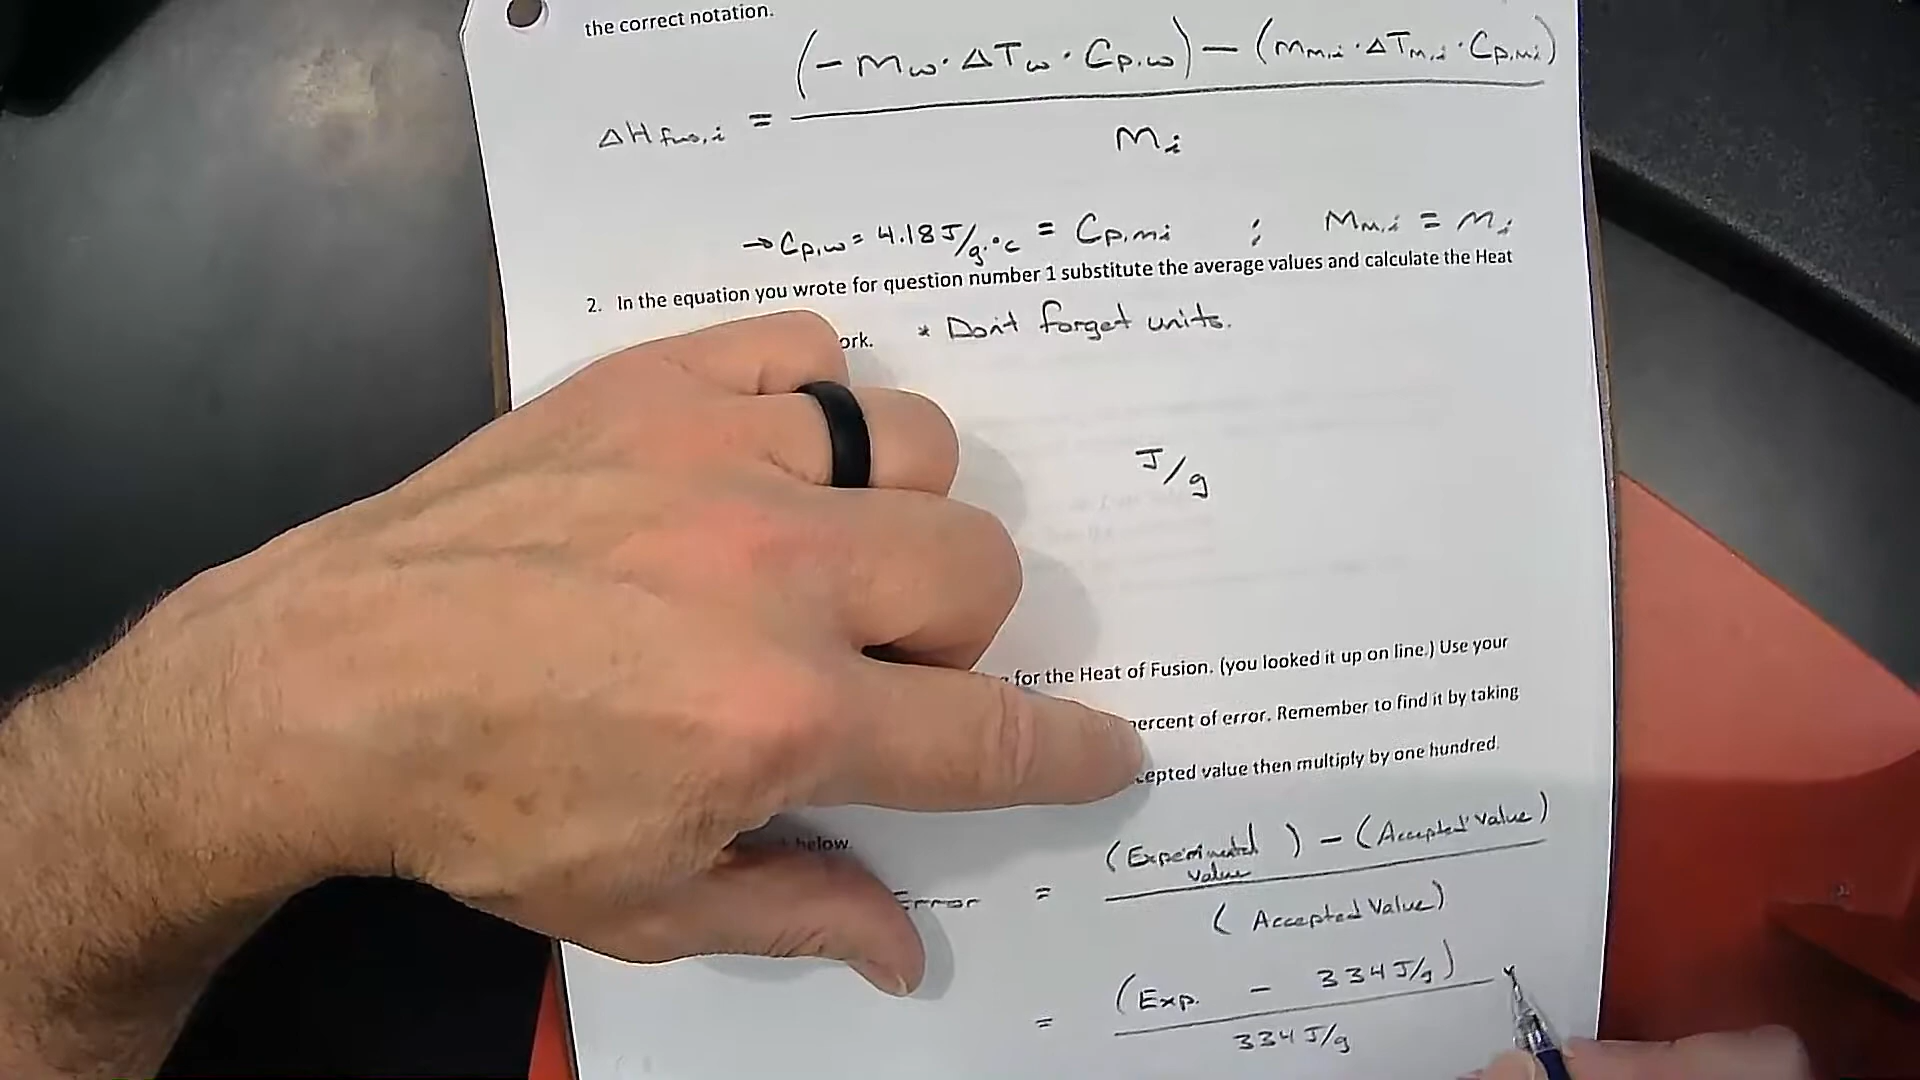 the correct notation.
ΔHfus,i = (-mw·ΔTw·Cp,w) - (mm,i·ΔTm,i·Cp,mi)
mi
→ Cp,w = 4.18 J/g·°C = Cp,mi ; mm,i = mi
2. In the equation you wrote for question number 1 substitute the average values and calculate the Heat
ork. * Don't forget units.
J/g
for the Heat of Fusion. (you looked it up on line.) Use your
percent of error. Remember to find it by taking
cepted value then multiply by one hundred.
below.
Error = (Experimental Value) - (Accepted Value)
(Accepted Value)
= (Exp. - 334 J/g)
334 J/g